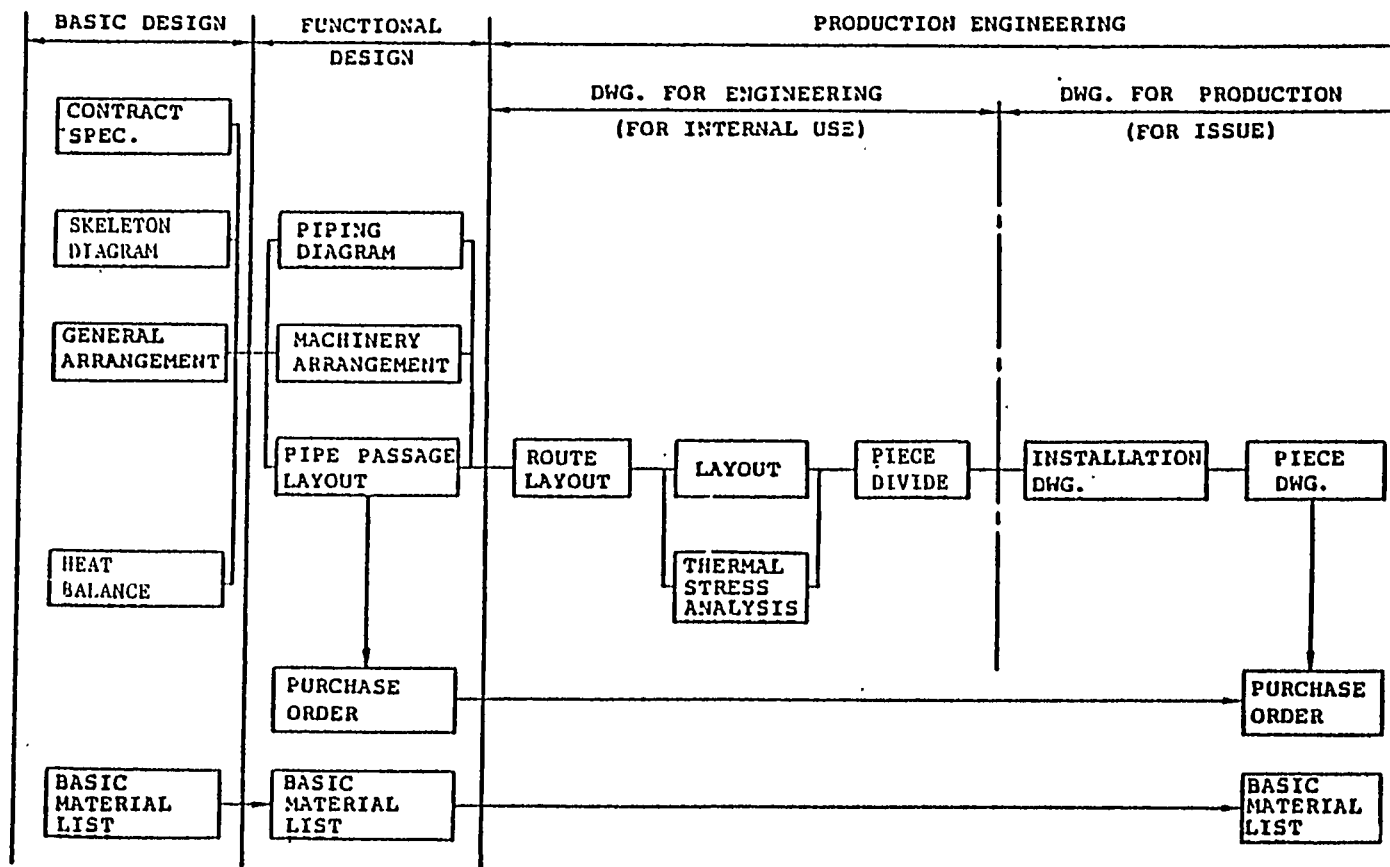 BASIC DESIGN
FUNCTIONAL
DESIGN
PRODUCTION ENGINEERING
DWG. FOR ENGINEERING
(FOR INTERNAL USE)
DWG. FOR PRODUCTION
(FOR ISSUE)
CONTRACT
SPEC.
SKELETON
DIAGRAM
PIPING
DIAGRAM
GENERAL
ARRANGEMENT
MACHINERY
ARRANGEMENT
PIPE PASSAGE
LAYOUT
ROUTE
LAYOUT
LAYOUT
PIECE
DIVIDE
INSTALLATION
DWG.
PIECE
DWG.
HEAT
BALANCE
THERMAL
STRESS
ANALYSIS
PURCHASE
ORDER
PURCHASE
ORDER
BASIC
MATERIAL
LIST
BASIC
MATERIAL
LIST
BASIC
MATERIAL
LIST